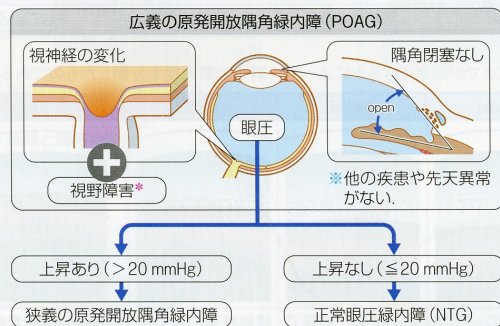 広義の原発開放隅角緑内障(POAG)
視神経の変化
視野障害*
眼圧
隅角閉塞なし
open
※他の疾患や先天異常
がない.
上昇あり(>20 mmHg)
上昇なし(≦20 mmHg)
狭義の原発開放隅角緑内障
正常眼圧緑内障(NTG)